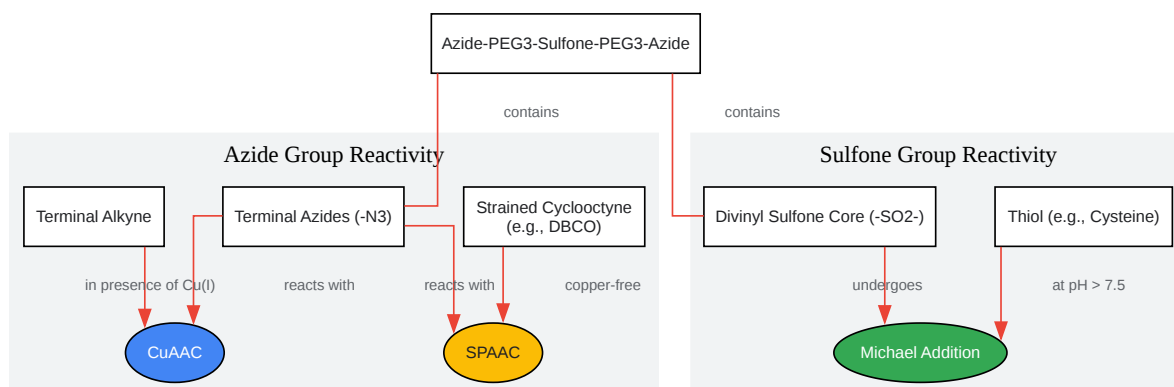 Azide-PEG3-Sulfone-PEG3-Azide
contains
contains
Azide Group Reactivity
Sulfone Group Reactivity
Terminal Alkyne
Terminal Azides (-N3)
Strained Cyclooctyne
(e.g., DBCO)
Divinyl Sulfone Core (-SO2-)
Thiol (e.g., Cysteine)
in presence of Cu(I)
reacts with
reacts with
copper-free
undergoes
at pH > 7.5
CuAAC
SPAAC
Michael Addition